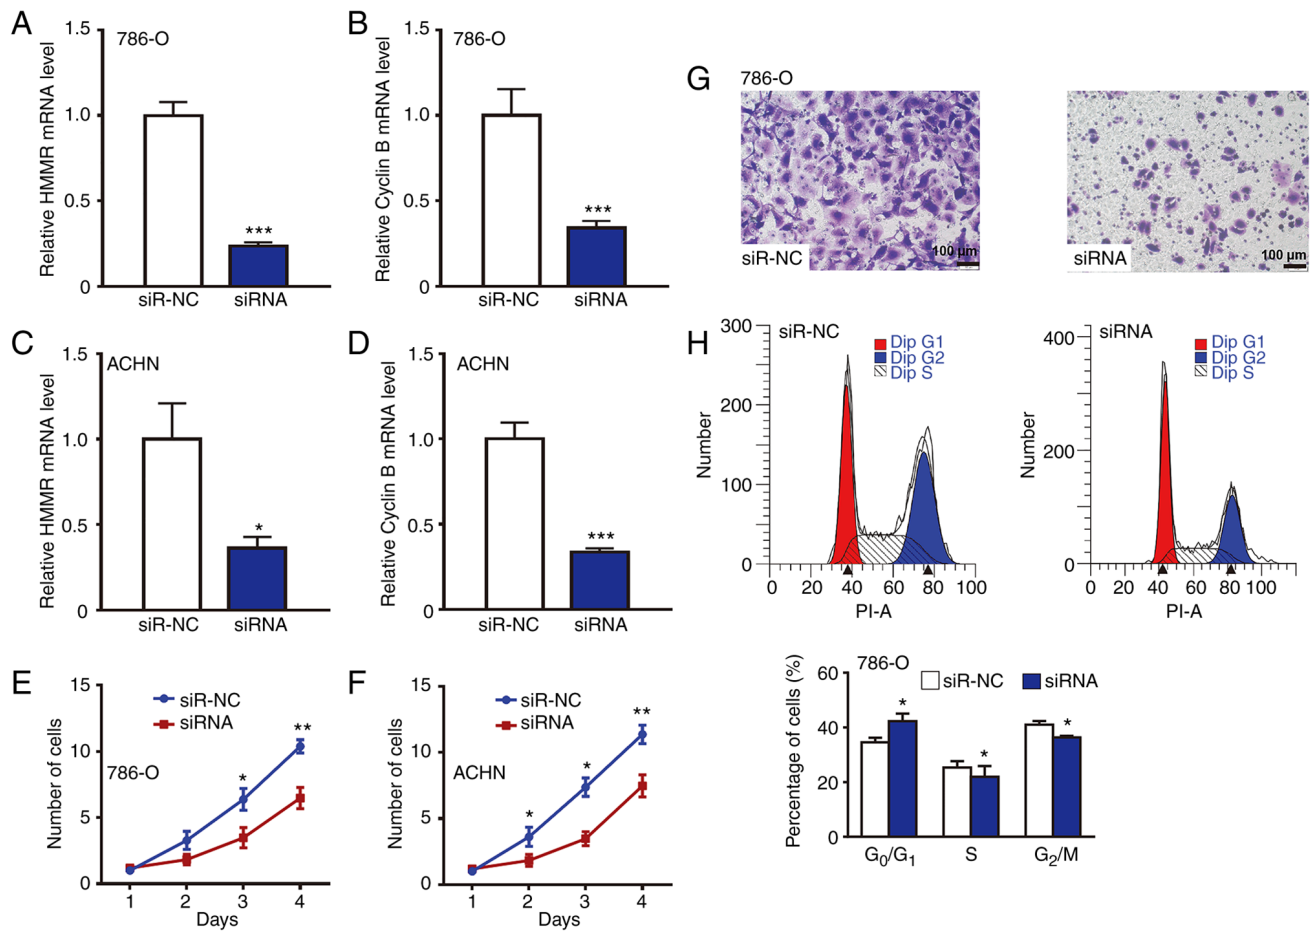 A
1.5
786-O
Relative HMMR mRNA level
1.0
0.5
***
0
siR-NC
siRNA
B
1.5
786-O
Relative Cyclin B mRNA level
1.0
0.5
***
0
siR-NC
siRNA
C
1.5
ACHN
Relative HMMR mRNA level
1.0
0.5
*
0
siR-NC
siRNA
D
1.5
ACHN
Relative Cyclin B mRNA level
1.0
0.5
***
0
siR-NC
siRNA
E
15
siR-NC
siRNA
**
10
Number of cells
786-O
*
5
0
1 2 3 4
Days
F
15
siR-NC
siRNA
**
10
Number of cells
ACHN
*
*
5
0
1 2 3 4
Days
G
786-O
siR-NC
100 µm
siRNA
100 µm
H
300
siR-NC
Dip G1
Dip G2
Dip S
200
Number
100
0
0 20 40 60 80 100
PI-A
siRNA
400
Dip G1
Dip G2
Dip S
Number
200
0
0 20 40 60 80 100
PI-A
786-O
60
siR-NC
siRNA
Percentage of cells (%)
*
*
*
40
20
0
G0/G1
S
G2/M